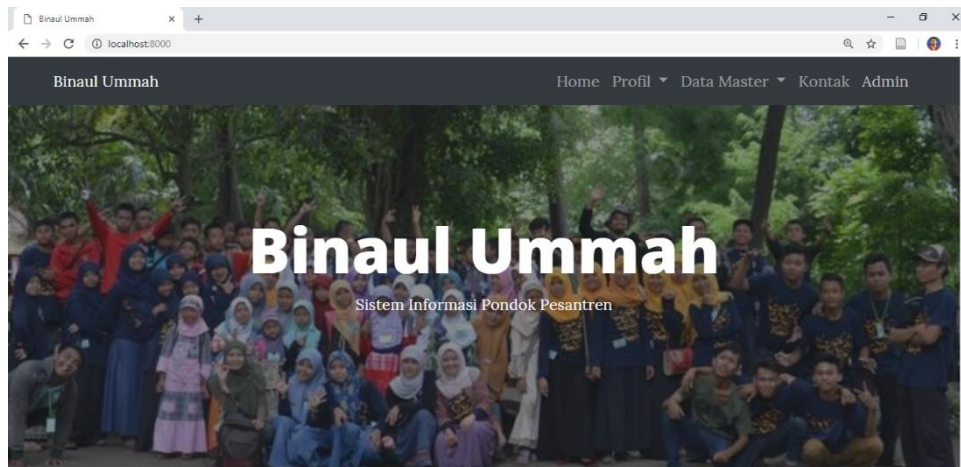 Binaul Ummah
localhost:8000
Binaul Ummah Home Profil Data Master Kontak Admin
Binaul Ummah
Sistem Informasi Pondok Pesantren